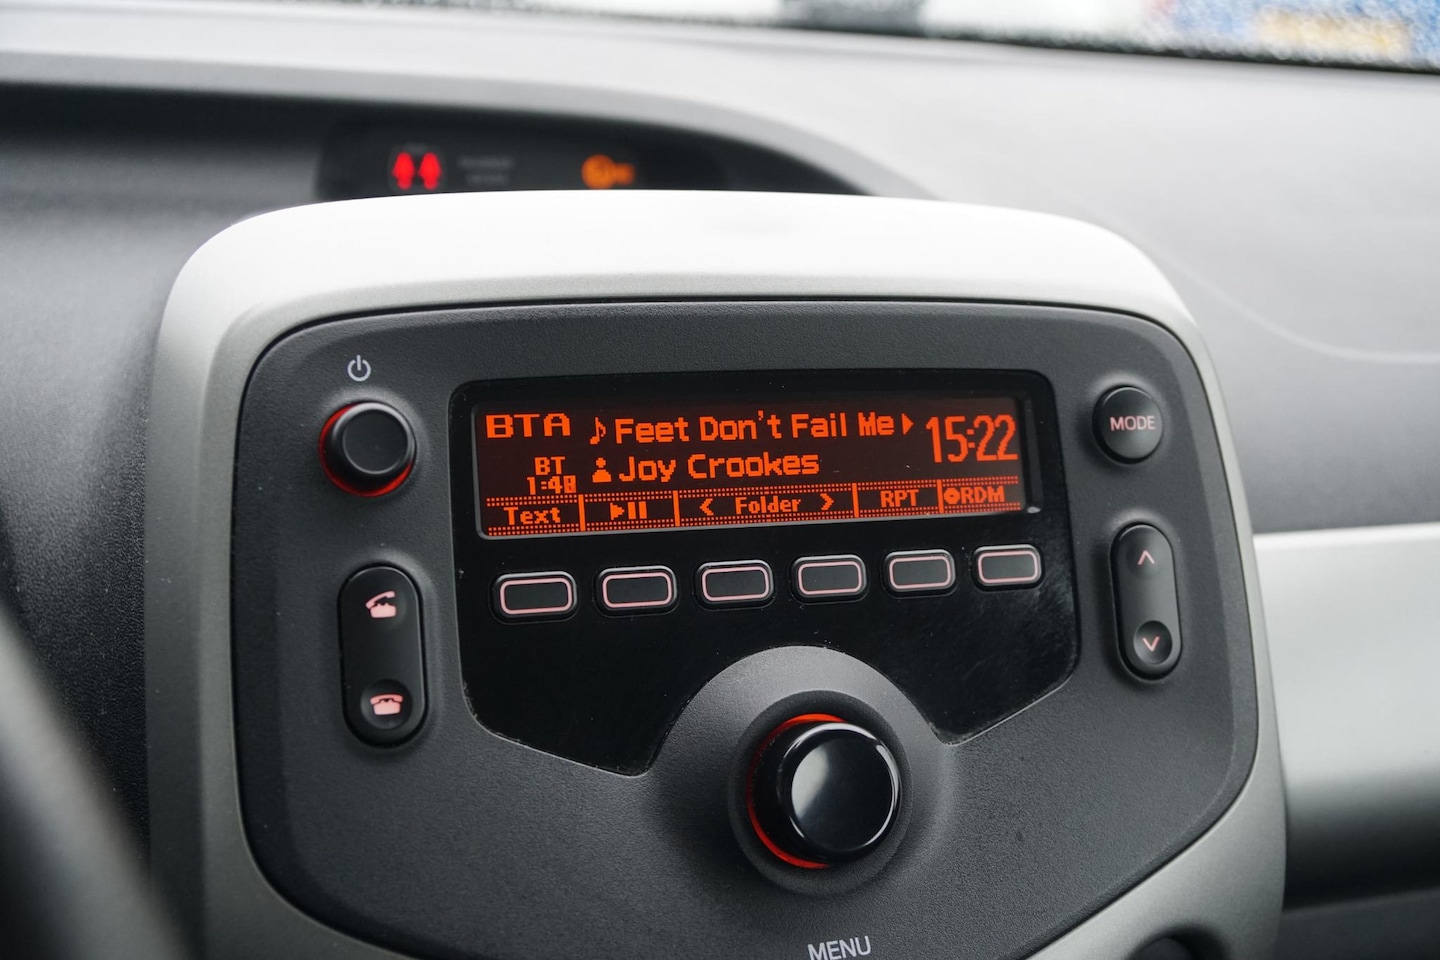 BTA Feet Don't Fail Me 15:22
BT Joy Crookes
1:48
Text < Folder > RPT RDM
MODE
MENU